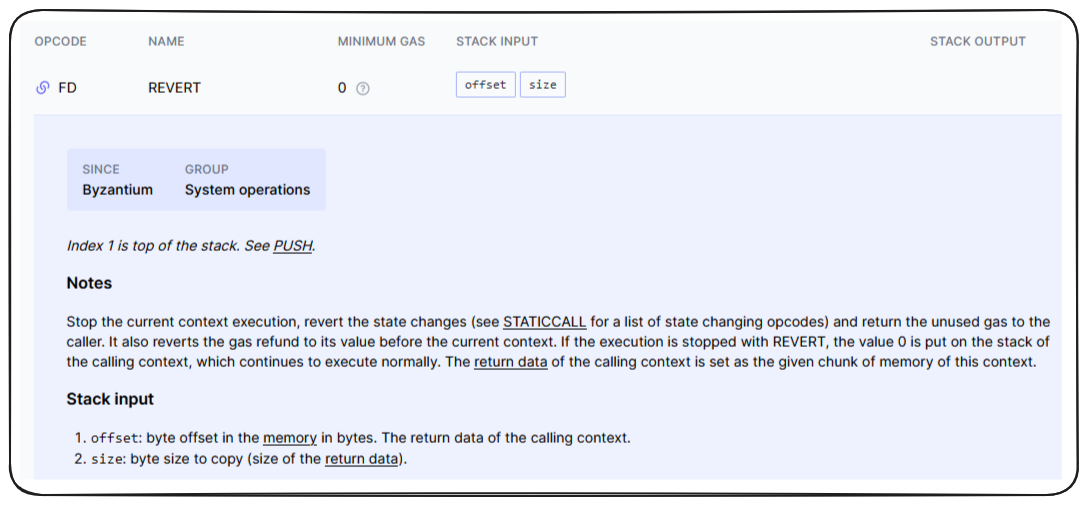 OPCODE NAME MINIMUM GAS STACK INPUT STACK OUTPUT
FD REVERT 0 offset size
SINCE GROUP
Byzantium System operations
Index 1 is top of the stack. See PUSH.
Notes
Stop the current context execution, revert the state changes (see STATICCALL for a list of state changing opcodes) and return the unused gas to the
caller. It also reverts the gas refund to its value before the current context. If the execution is stopped with REVERT, the value 0 is put on the stack of
the calling context, which continues to execute normally. The return data of the calling context is set as the given chunk of memory of this context.
Stack input
1. offset: byte offset in the memory in bytes. The return data of the calling context.
2. size: byte size to copy (size of the return data).